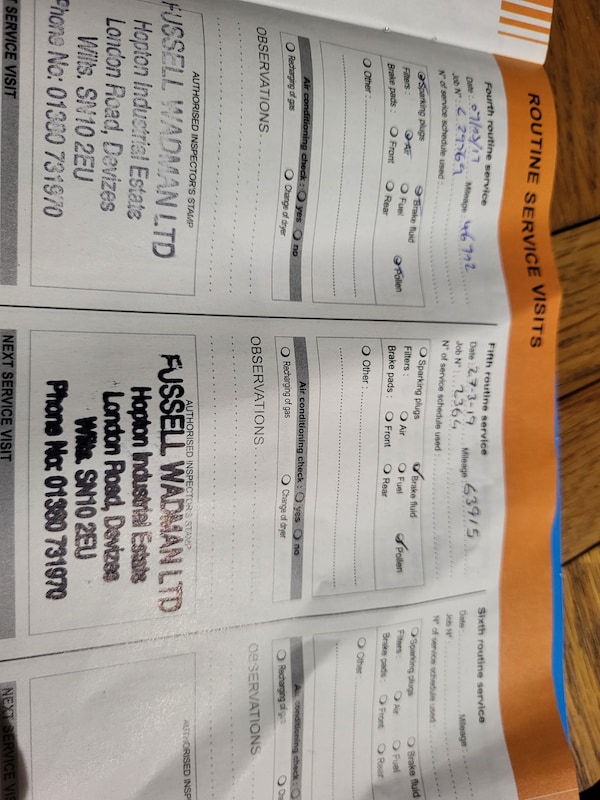 ROUTINE SERVICE VISITS
Fourth routine service
Date : 07/03/17 Mileage 46712
Job N° : 29769
N° of service schedule used :
Sparking plugs Brake fluid
Filters : Air Fuel Pollen
Brake pads : Front Rear
Other :
Air conditioning check : yes no
Recharging of gas Change of dryer
OBSERVATIONS
AUTHORISED INSPECTOR'S STAMP
FUSSELL WADMAN LTD
Hopton Industrial Estate
London Road, Devizes
Wilts. SN10 2EU
Phone No: 01380 731970
T SERVICE VISIT
Fifth routine service
Date : 27-3-19 Mileage 63915
Job N° : 2364
N° of service schedule used :
Sparking plugs Brake fluid
Filters : Air Fuel Pollen
Brake pads : Front Rear
Other :
Air conditioning check : yes no
Recharging of gas Change of dryer
OBSERVATIONS
AUTHORISED INSPECTOR'S STAMP
FUSSELL WADMAN LTD
Hopton Industrial Estate
London Road, Devizes
Wilts. SN10 2EU
Phone No: 01380 731970
NEXT SERVICE VISIT
Sixth routine service
Date : Mileage :
Job N° :
N° of service schedule used :
Sparking plugs Brake fluid
Filters : Air Fuel
Brake pads : Front Rear
Other :
Air conditioning check :
Recharging of gas
OBSERVATIONS
AUTHORISED INSP
NEXT SERVICE VIS